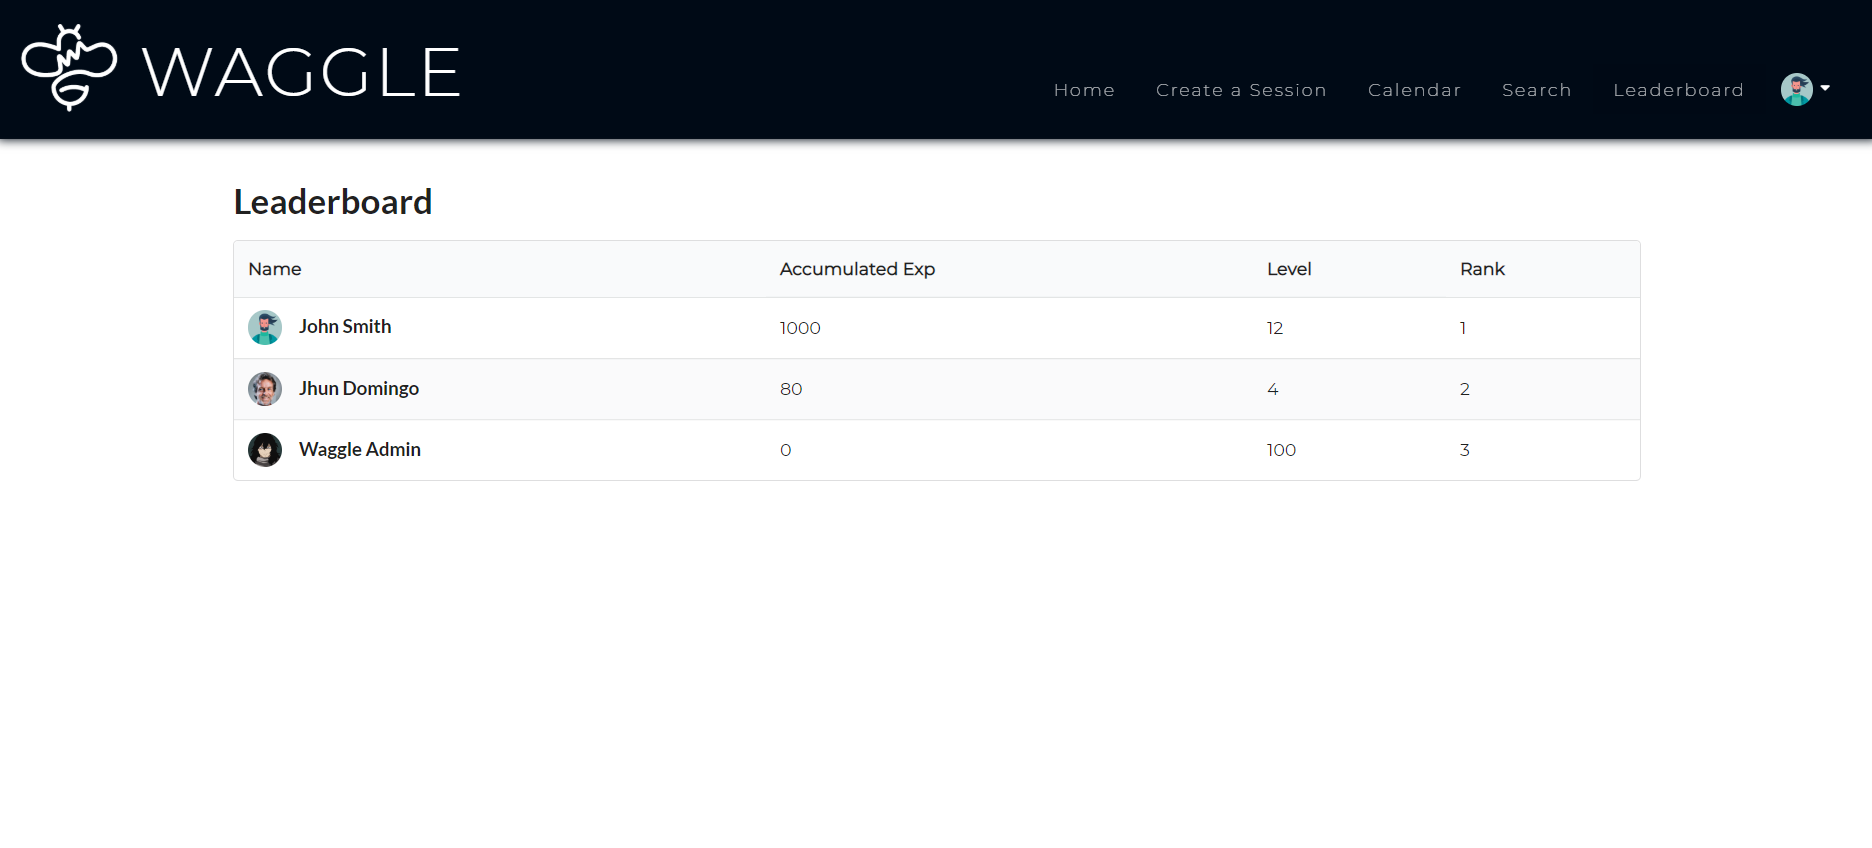 WAGGLE
Home Create a Session Calendar Search Leaderboard
Leaderboard
Name Accumulated Exp Level Rank
John Smith 1000 12 1
Jhun Domingo 80 4 2
Waggle Admin 0 100 3